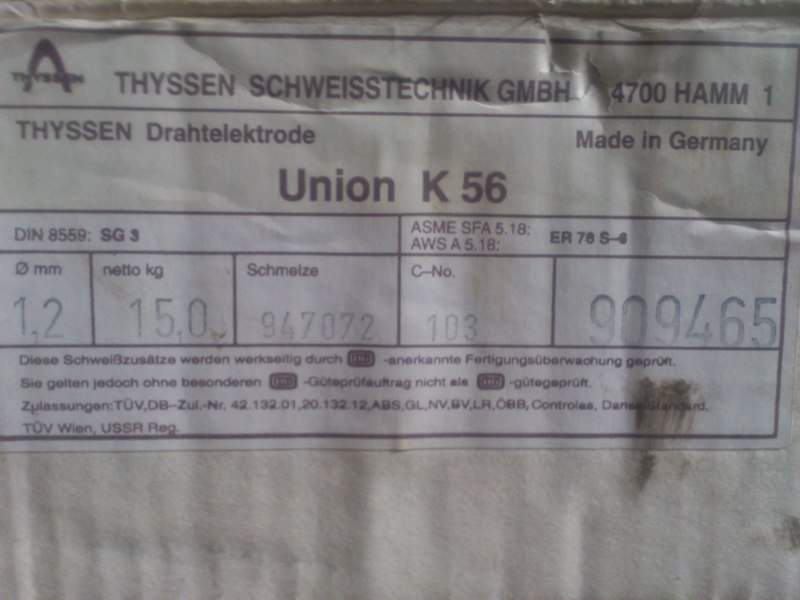 THYSSEN
THYSSEN SCHWEISSTECHNIK GMBH 4700 HAMM 1
THYSSEN Drahtelektrode
Made in Germany
Union K 56
DIN 8559: SG 3
ASME SFA 5.18:
AWS A 5.18:
ER 70 S-6
Ø mm
netto kg
Schmelze
C-No.
1,2
15,0
947072
103
909465
Diese Schweißzusätze werden werkseitig durch -anerkannte Fertigungsüberwachung geprüft.
Sie gelten jedoch ohne besonderen -Güteprüfauftrag nicht als -gütegeprüft.
Zulassungen:TÜV,DB-Zul.-Nr. 42.132.01,20.132.12,ABS,GL,NV,BV,LR,ÖBB, Controlas,
TÜV Wien, USSR Reg.